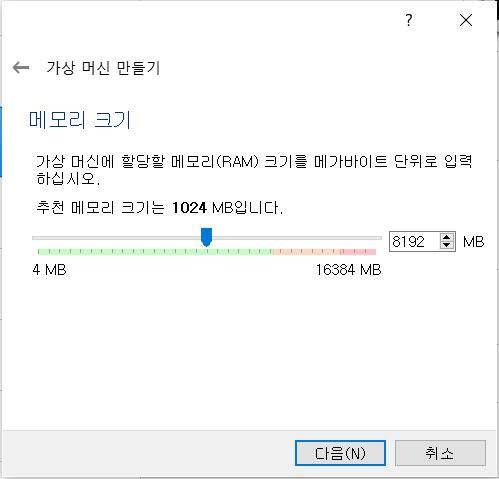 ?
가상 머신 만들기
메모리 크기
가상 머신에 할당할 메모리(RAM) 크기를 메가바이트 단위로 입력
하십시오.
추천 메모리 크기는 1024 MB입니다.
8192 MB
4 MB 16384 MB
다음(N) 취소